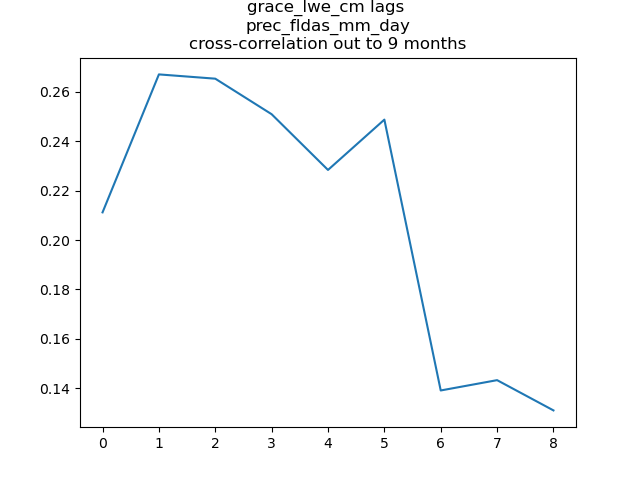 grace_lwe_cm lags
prec_fldas_mm_day
cross-correlation out to 9 months
0.26
0.24
0.22
0.20
0.18
0.16
0.14
0 1 2 3 4 5 6 7 8